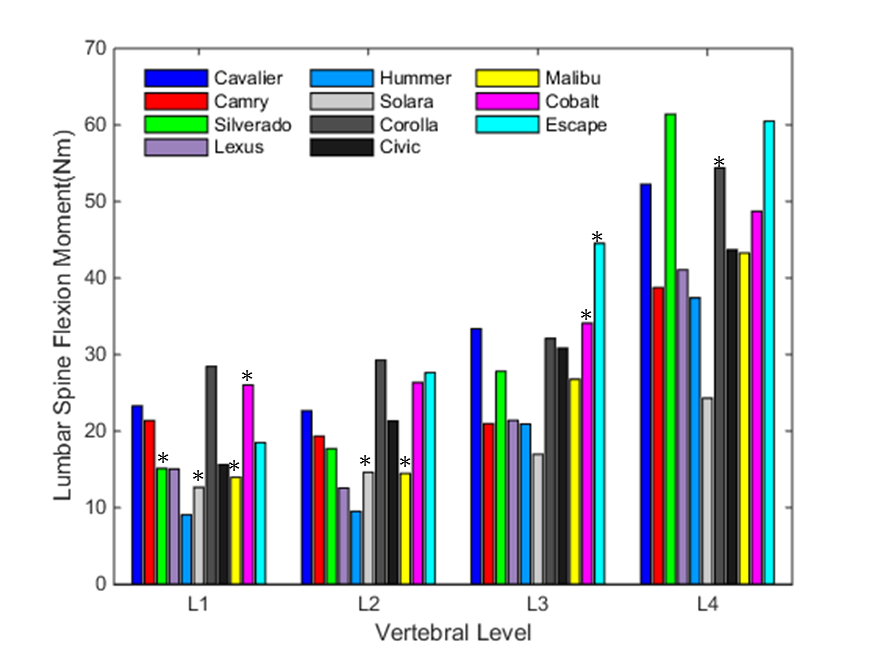 70
60
50
40
30
20
10
0
Lumbar Spine Flexion Moment(Nm)
Cavalier
Camry
Silverado
Lexus
Hummer
Solara
Corolla
Civic
Malibu
Cobalt
Escape
* * * *
* *
* *
*
L1 L2 L3 L4
Vertebral Level